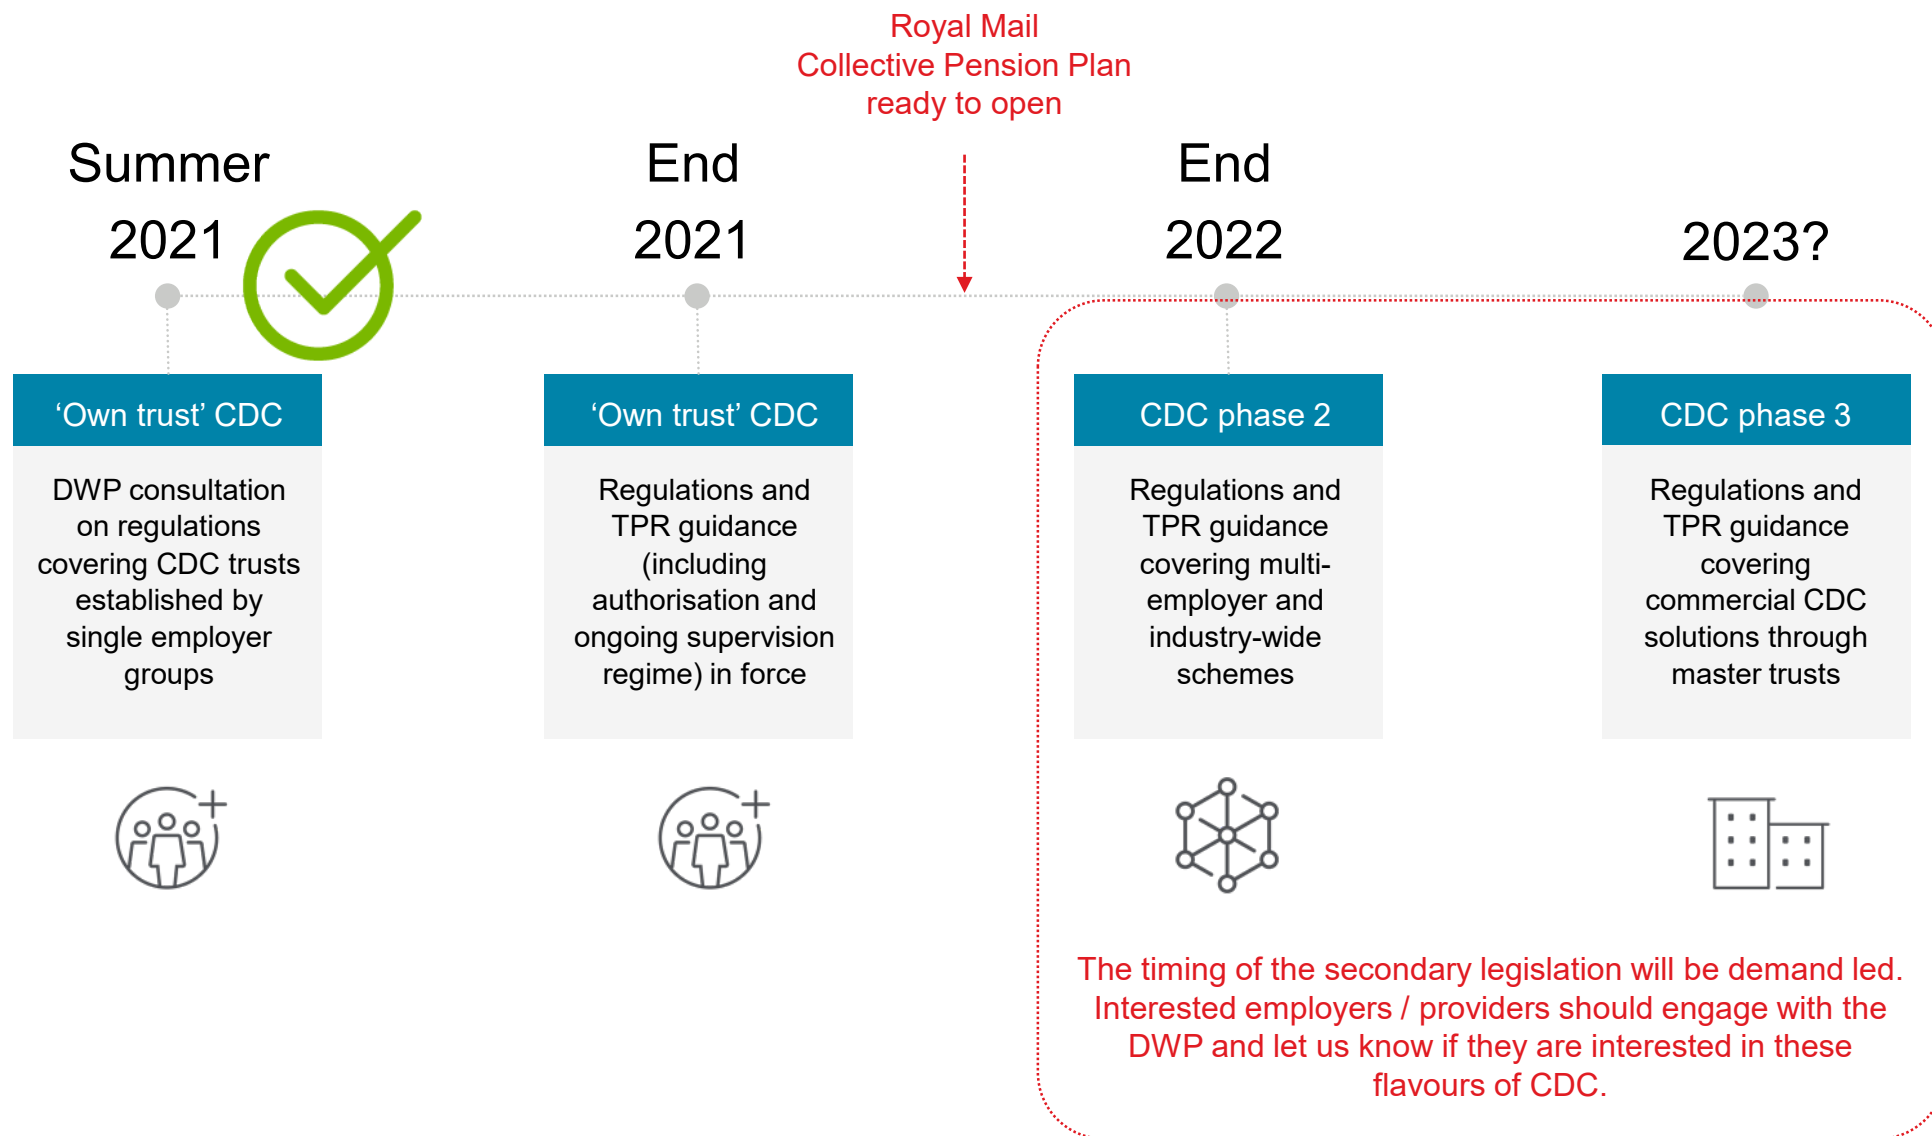 Royal Mail
Collective Pension Plan
ready to open
Summer
2021
End
2021
End
2022
2023?
‘Own trust’ CDC
DWP consultation
on regulations
covering CDC trusts
established by
single employer
groups
‘Own trust’ CDC
Regulations and
TPR guidance
(including
authorisation and
ongoing supervision
regime) in force
CDC phase 2
Regulations and
TPR guidance
covering multi-
employer and
industry-wide
schemes
CDC phase 3
Regulations and
TPR guidance
covering
commercial CDC
solutions through
master trusts
The timing of the secondary legislation will be demand led.
Interested employers / providers should engage with the
DWP and let us know if they are interested in these
flavours of CDC.